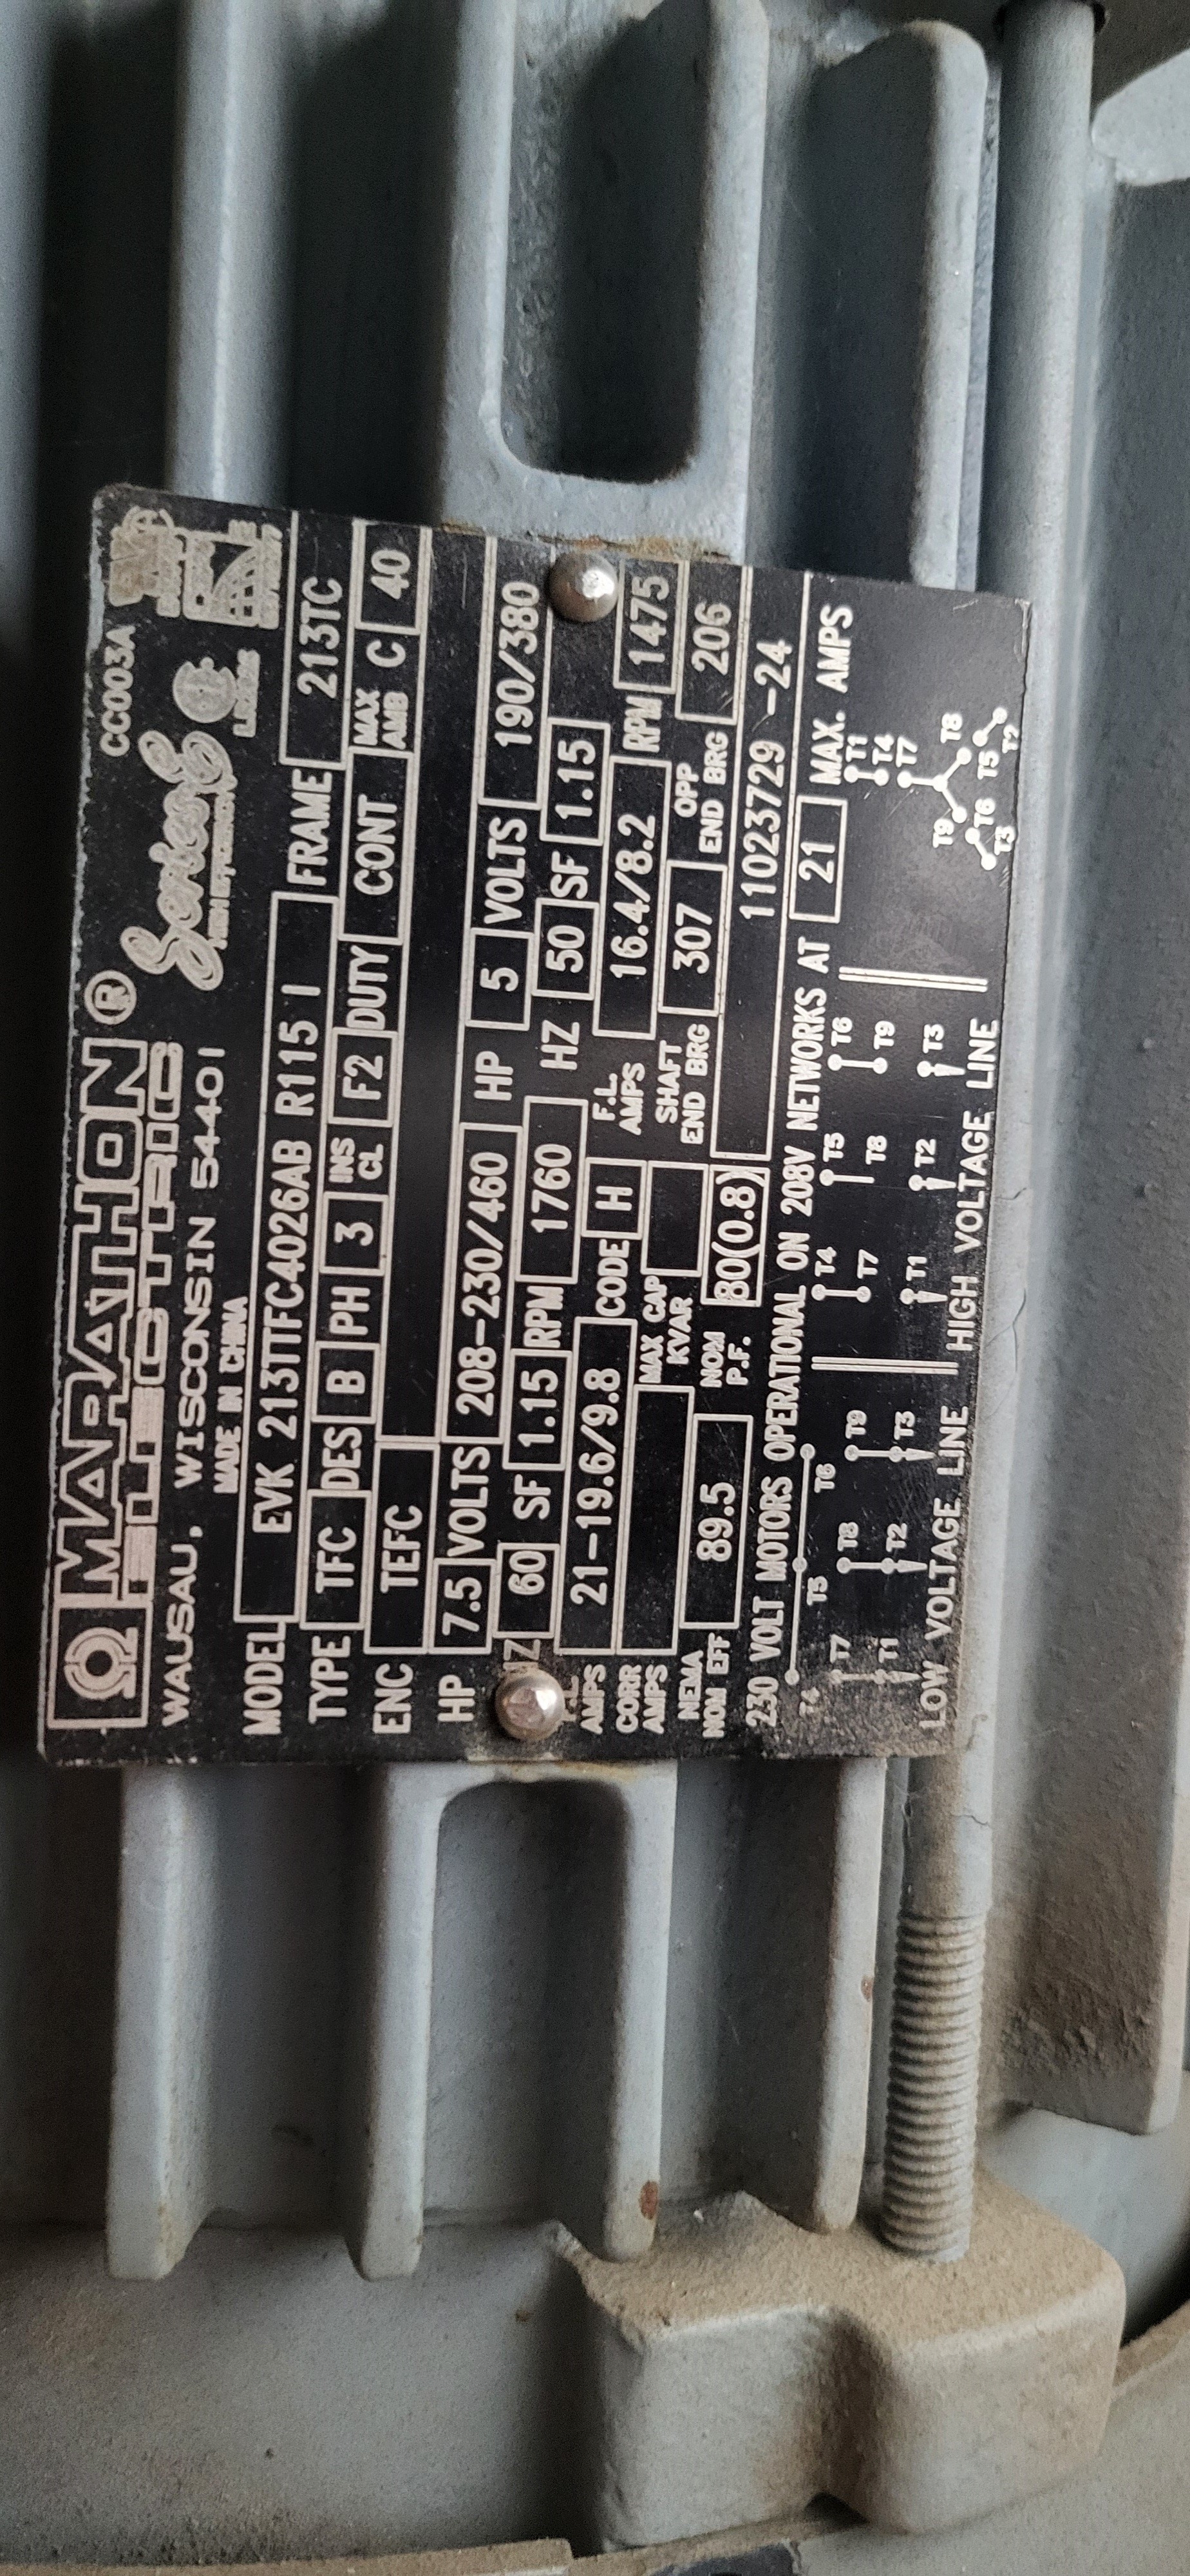 CC003A
MARATHON ®
ELECTRIC
Series
WAUSAU, WISCONSIN 54401
MADE IN CHINA
MODEL EVK 213TTFC4026AB R115 I FRAME 213TC
TYPE TFC DES B PH 3 INS CL F2 DUTY CONT MAX AMB C 40
ENC TEFC
HP 7.5 VOLTS 208-230/460 HP 5 VOLTS 190/380
HZ 60 SF 1.15 RPM 1760 HZ 50 SF 1.15
F.L. AMPS 21-19.6/9.8 CODE H F.L. AMPS 16.4/8.2 RPM 1475
CORR AMPS MAX CAP KVAR SHAFT END BRG 307 OPP END BRG 206
NEMA NOM EFF 89.5 NOM P.F. 80(0.8) 11023729 -24
230 VOLT MOTORS OPERATIONAL ON 208V NETWORKS AT 21 MAX. AMPS
T4 T5 T6 T4 T5 T6 T1
T7 T8 T9 T7 T8 T9 T4
T1 T2 T3 T1 T2 T3 T7
T9 T8
T6 T5
T3 T2
LOW VOLTAGE LINE HIGH VOLTAGE LINE